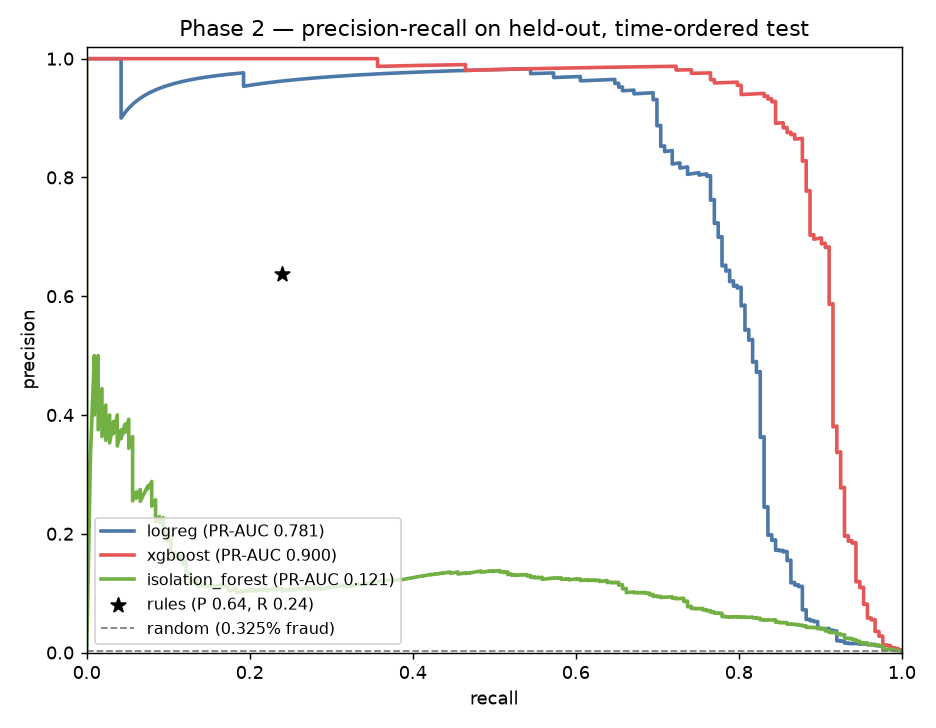 Phase 2 — precision-recall on held-out, time-ordered test
precision
1.0
0.8
0.6
0.4
0.2
0.0
logreg (PR-AUC 0.781)
xgboost (PR-AUC 0.900)
isolation_forest (PR-AUC 0.121)
rules (P 0.64, R 0.24)
random (0.325% fraud)
0.0 0.2 0.4 0.6 0.8 1.0
recall